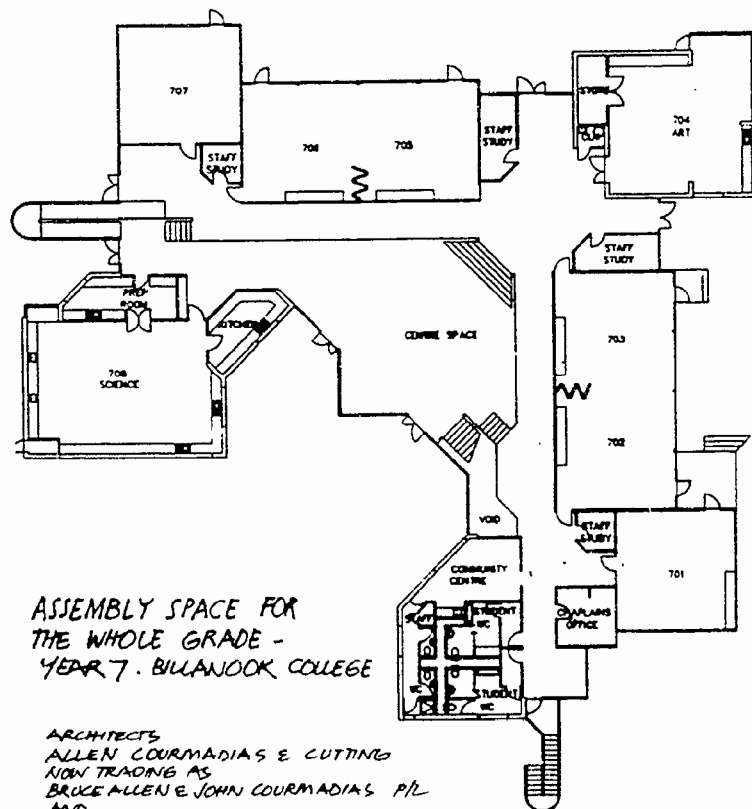 707
706
705
STAFF
STUDY
STAFF
STUDY
STORE
704
ART
STAFF
STUDY
PREP
ROOM
KITCHEN
CENTRE SPACE
708
SCIENCE
703
702
VOID
STAFF
STUDY
701
COMMUNITY
CENTRE
CHAPLAINS
OFFICE
STAFF
STUDENT
WC
WC
STUDENT
WC
ASSEMBLY SPACE FOR
THE WHOLE GRADE -
YEAR 7. BILLANOOK COLLEGE
ARCHITECTS
ALLEN COURMADIAS & CUTTING
NOW TRADING AS
BRUCE ALLEN & JOHN COURMADIAS P/L
AND